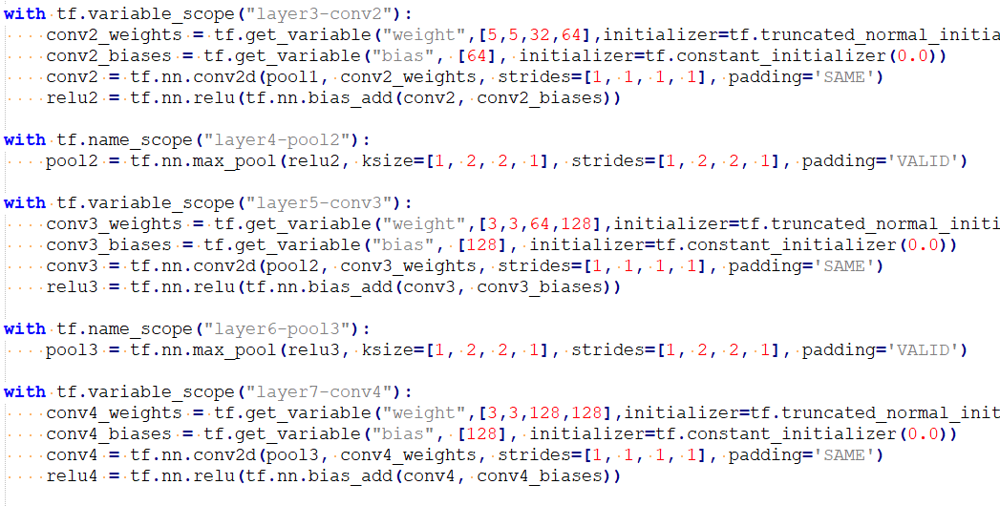 with tf.variable_scope("layer3-conv2"):
    conv2_weights = tf.get_variable("weight",[5,5,32,64],initializer=tf.truncated_normal_initia
    conv2_biases = tf.get_variable("bias", [64], initializer=tf.constant_initializer(0.0))
    conv2 = tf.nn.conv2d(pool1, conv2_weights, strides=[1, 1, 1, 1], padding='SAME')
    relu2 = tf.nn.relu(tf.nn.bias_add(conv2, conv2_biases))

with tf.name_scope("layer4-pool2"):
    pool2 = tf.nn.max_pool(relu2, ksize=[1, 2, 2, 1], strides=[1, 2, 2, 1], padding='VALID')

with tf.variable_scope("layer5-conv3"):
    conv3_weights = tf.get_variable("weight",[3,3,64,128],initializer=tf.truncated_normal_initi
    conv3_biases = tf.get_variable("bias", [128], initializer=tf.constant_initializer(0.0))
    conv3 = tf.nn.conv2d(pool2, conv3_weights, strides=[1, 1, 1, 1], padding='SAME')
    relu3 = tf.nn.relu(tf.nn.bias_add(conv3, conv3_biases))

with tf.name_scope("layer6-pool3"):
    pool3 = tf.nn.max_pool(relu3, ksize=[1, 2, 2, 1], strides=[1, 2, 2, 1], padding='VALID')

with tf.variable_scope("layer7-conv4"):
    conv4_weights = tf.get_variable("weight",[3,3,128,128],initializer=tf.truncated_normal_init
    conv4_biases = tf.get_variable("bias", [128], initializer=tf.constant_initializer(0.0))
    conv4 = tf.nn.conv2d(pool3, conv4_weights, strides=[1, 1, 1, 1], padding='SAME')
    relu4 = tf.nn.relu(tf.nn.bias_add(conv4, conv4_biases))